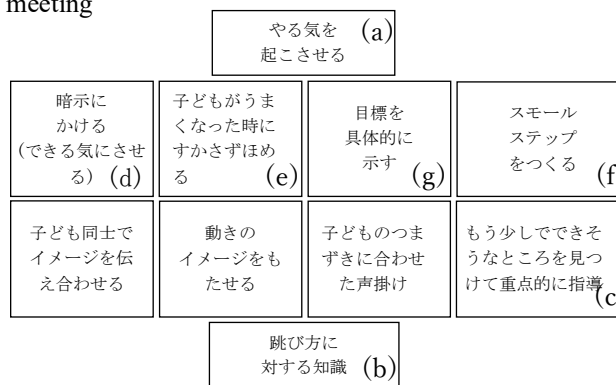 meeting
やる気を (a)
起こさせる
暗示に
かける
(できる気にさせ
る) (d)
子どもがうま
くなった時に
すかさずほめ
る (e)
目標を
具体的に
示す (g)
スモール
ステップ
をつくる (f)
子ども同士で
イメージを伝
え合わせる
動きの
イメージをも
たせる
子どものつま
ずきに合わせ
た声掛け
もう少しでできそ
うなところを見つ
けて重点的に指導
(c
跳び方に
対する知識 (b)